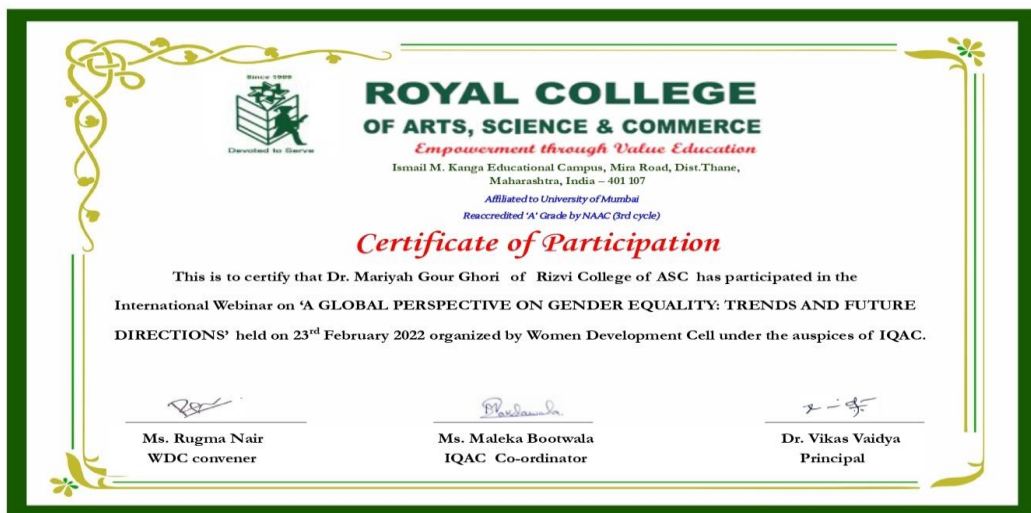 Since 1989
Devoted to Serve
ROYAL COLLEGE
OF ARTS, SCIENCE & COMMERCE
Empowerment through Value Education
Ismail M. Kanga Educational Campus, Mira Road, Dist.Thane,
Maharashtra, India – 401 107
Affiliated to University of Mumbai
Reaccredited 'A' Grade by NAAC (3rd cycle)
Certificate of Participation
This is to certify that Dr. Mariyah Gour Ghori of Rizvi College of ASC has participated in the
International Webinar on ‘A GLOBAL PERSPECTIVE ON GENDER EQUALITY: TRENDS AND FUTURE
DIRECTIONS’ held on 23rd February 2022 organized by Women Development Cell under the auspices of IQAC.
Ms. Rugma Nair
WDC convener
Ms. Maleka Bootwala
IQAC Co-ordinator
Dr. Vikas Vaidya
Principal